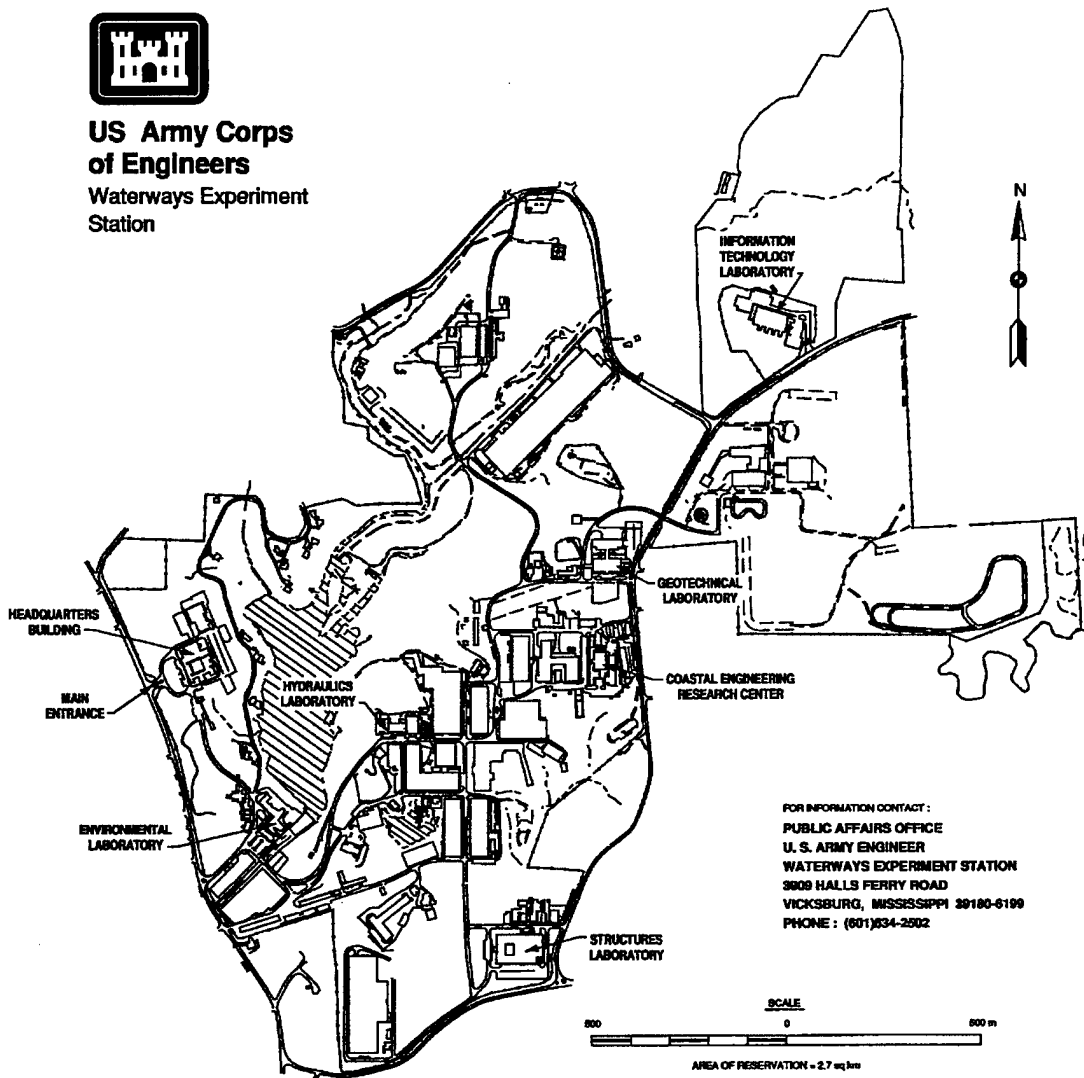 US Army Corps
of Engineers
Waterways Experiment
Station
N
INFORMATION
TECHNOLOGY
LABORATORY
GEOTECHNICAL
LABORATORY
HEADQUARTERS
BUILDING
MAIN
ENTRANCE
HYDRAULICS
LABORATORY
COASTAL ENGINEERING
RESEARCH CENTER
ENVIRONMENTAL
LABORATORY
STRUCTURES
LABORATORY
FOR INFORMATION CONTACT :
PUBLIC AFFAIRS OFFICE
U. S. ARMY ENGINEER
WATERWAYS EXPERIMENT STATION
3909 HALLS FERRY ROAD
VICKSBURG, MISSISSIPPI 39180-6199
PHONE : (601)634-2502
SCALE
500 0 500 m
AREA OF RESERVATION = 2.7 sq km